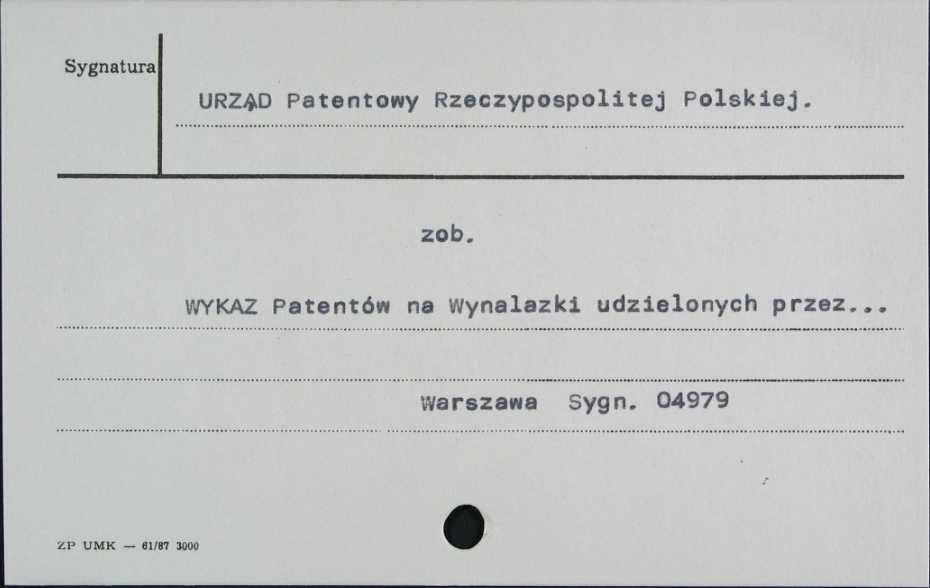 Sygnatura
URZĄD Patentowy Rzeczypospolitej Polskiej.
zob.
WYKAZ Patentów na Wynalazki udzielonych przez...
Warszawa Sygn. 04979
ZP UMK — 61/87 3000